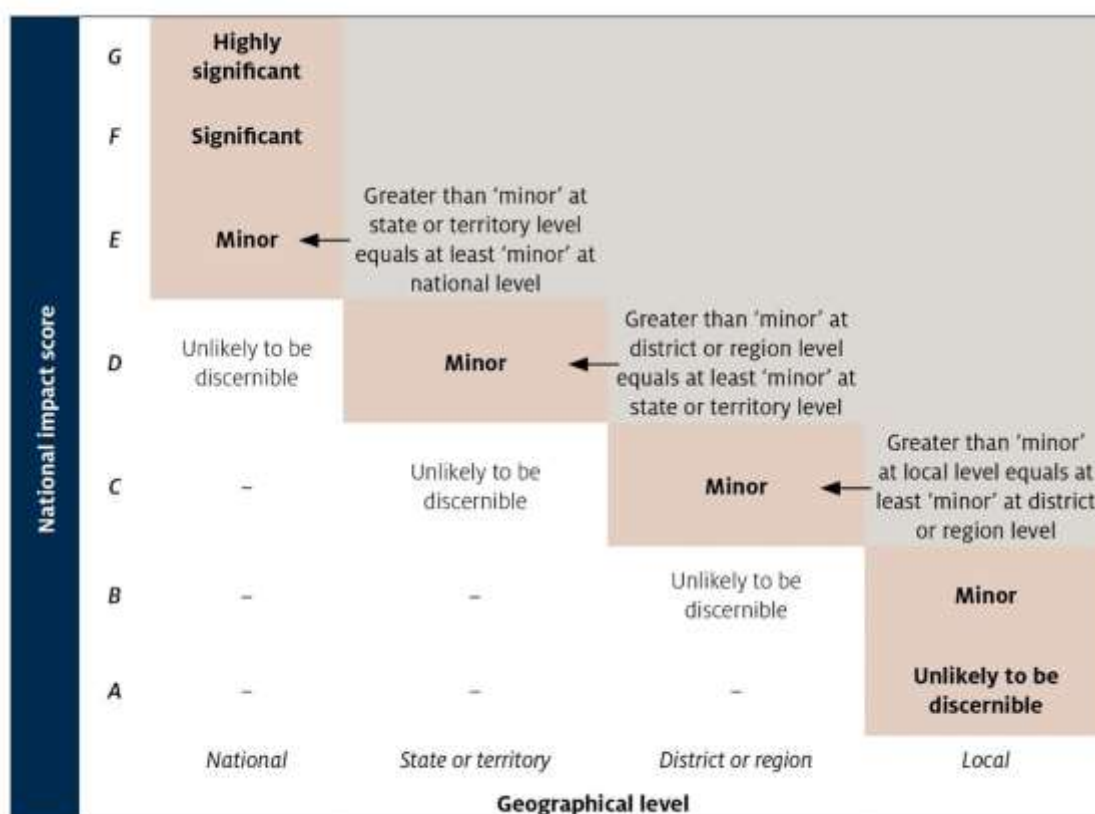 National impact score
G
Highly
significant
F
Significant
E
Minor
Greater than ‘minor’ at
state or territory level
equals at least ‘minor’ at
national level
D
Unlikely to be
discernible
Minor
Greater than ‘minor’ at
district or region level
equals at least ‘minor’ at
state or territory level
C
–
Unlikely to be
discernible
Minor
Greater than ‘minor’
at local level equals at
least ‘minor’ at district
or region level
B
–
–
Unlikely to be
discernible
Minor
A
–
–
–
Unlikely to be
discernible
National
State or territory
District or region
Local
Geographical level